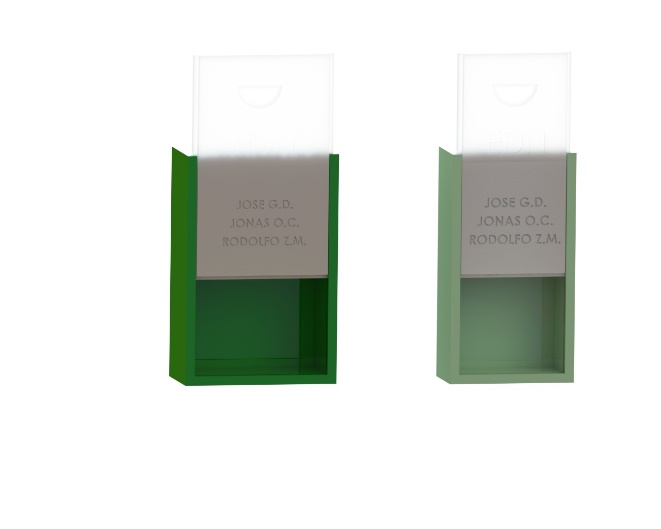 JOSE G.D.
JONAS O.C.
RODOLFO Z.M.
JOSE G.D.
JONAS O.C.
RODOLFO Z.M.